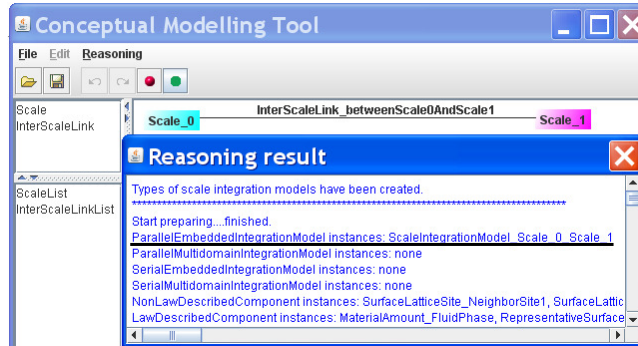 Conceptual Modelling Tool
File Edit Reasoning
Scale
InterScaleLink
InterScaleLink_betweenScale0AndScale1
Scale_0
Scale_1
Reasoning result
ScaleList
InterScaleLinkList
Types of scale integration models have been created.
Start preparing....finished.
ParallelEmbeddedIntegrationModel instances: ScaleIntegrationModel_Scale_0_Scale_1
ParallelMultidomainIntegrationModel instances: none
SerialEmbeddedIntegrationModel instances: none
SerialMultidomainIntegrationModel instances: none
NonLawDescribedComponent instances: SurfaceLatticeSite_NeighborSite1, SurfaceLattic
LawDescribedComponent instances: MaterialAmount_FluidPhase, RepresentativeSurface